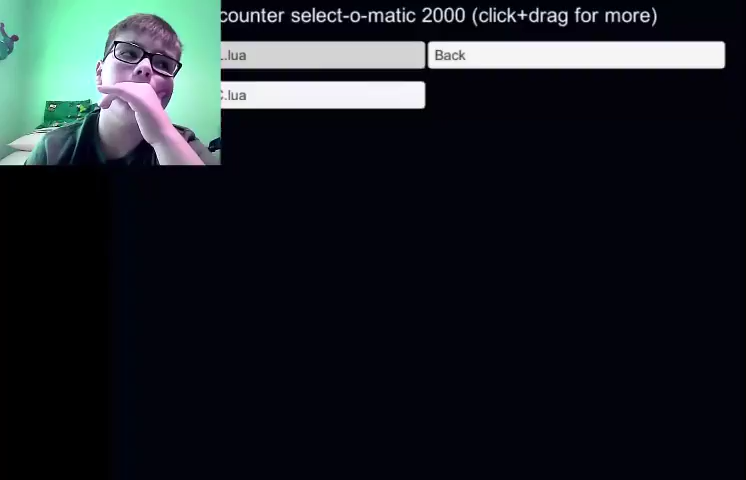 counter select-o-matic 2000 (click+drag for more)
.lua Back
.lua